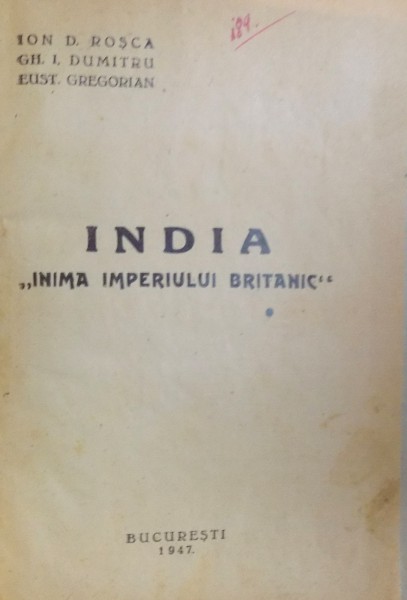 ION D. ROȘCA
GH. I. DUMITRU
EUST. GREGORIAN
INDIA
„INIMA IMPERIULUI BRITANIC“
BUCUREȘTI
1947.